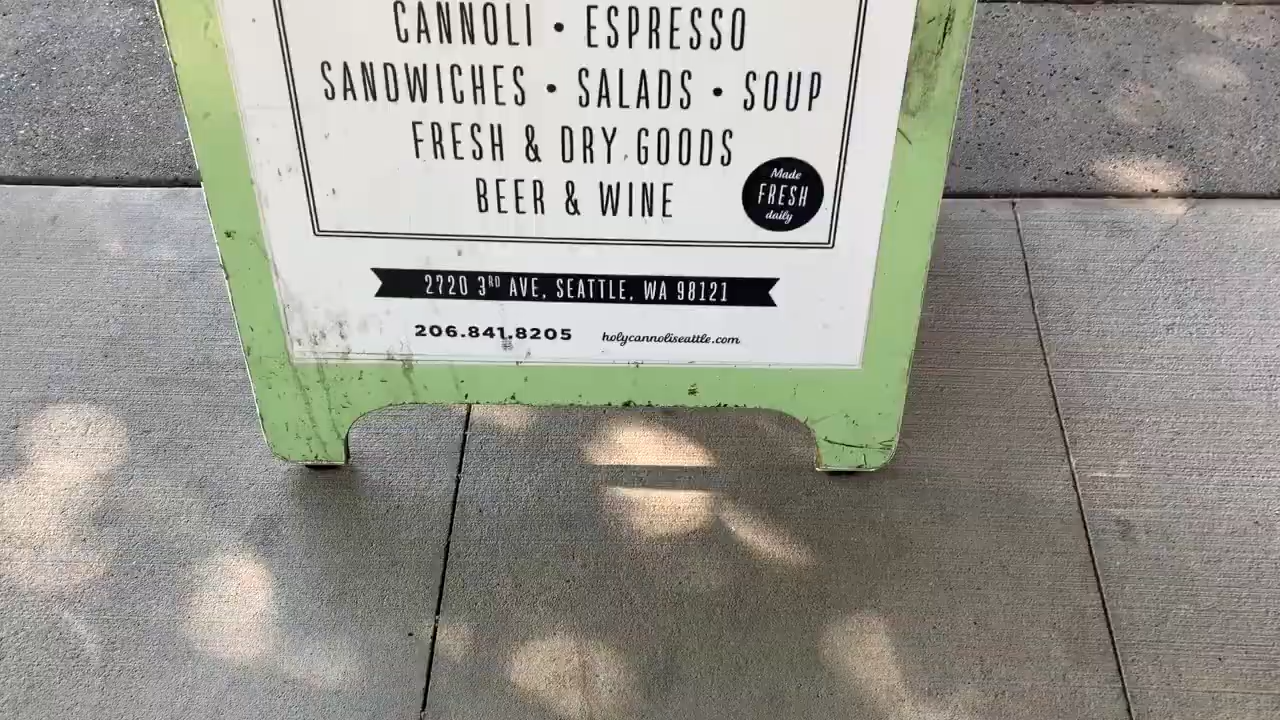 CANNOLI • ESPRESSO
SANDWICHES • SALADS • SOUP
FRESH & DRY GOODS
BEER & WINE
Made
FRESH
daily
2720 3RD AVE, SEATTLE, WA 98121
206.841.8205 holycannoliseattle.com